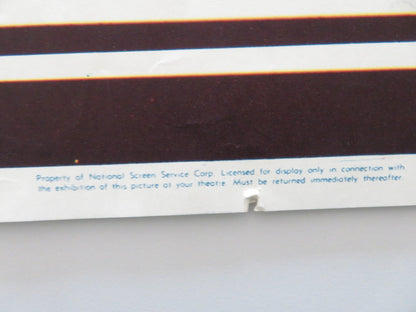 Property of National Screen Service Corp. Licensed for display only in connection with
the exhibition of this picture at your theatre. Must be returned immediately thereafter.